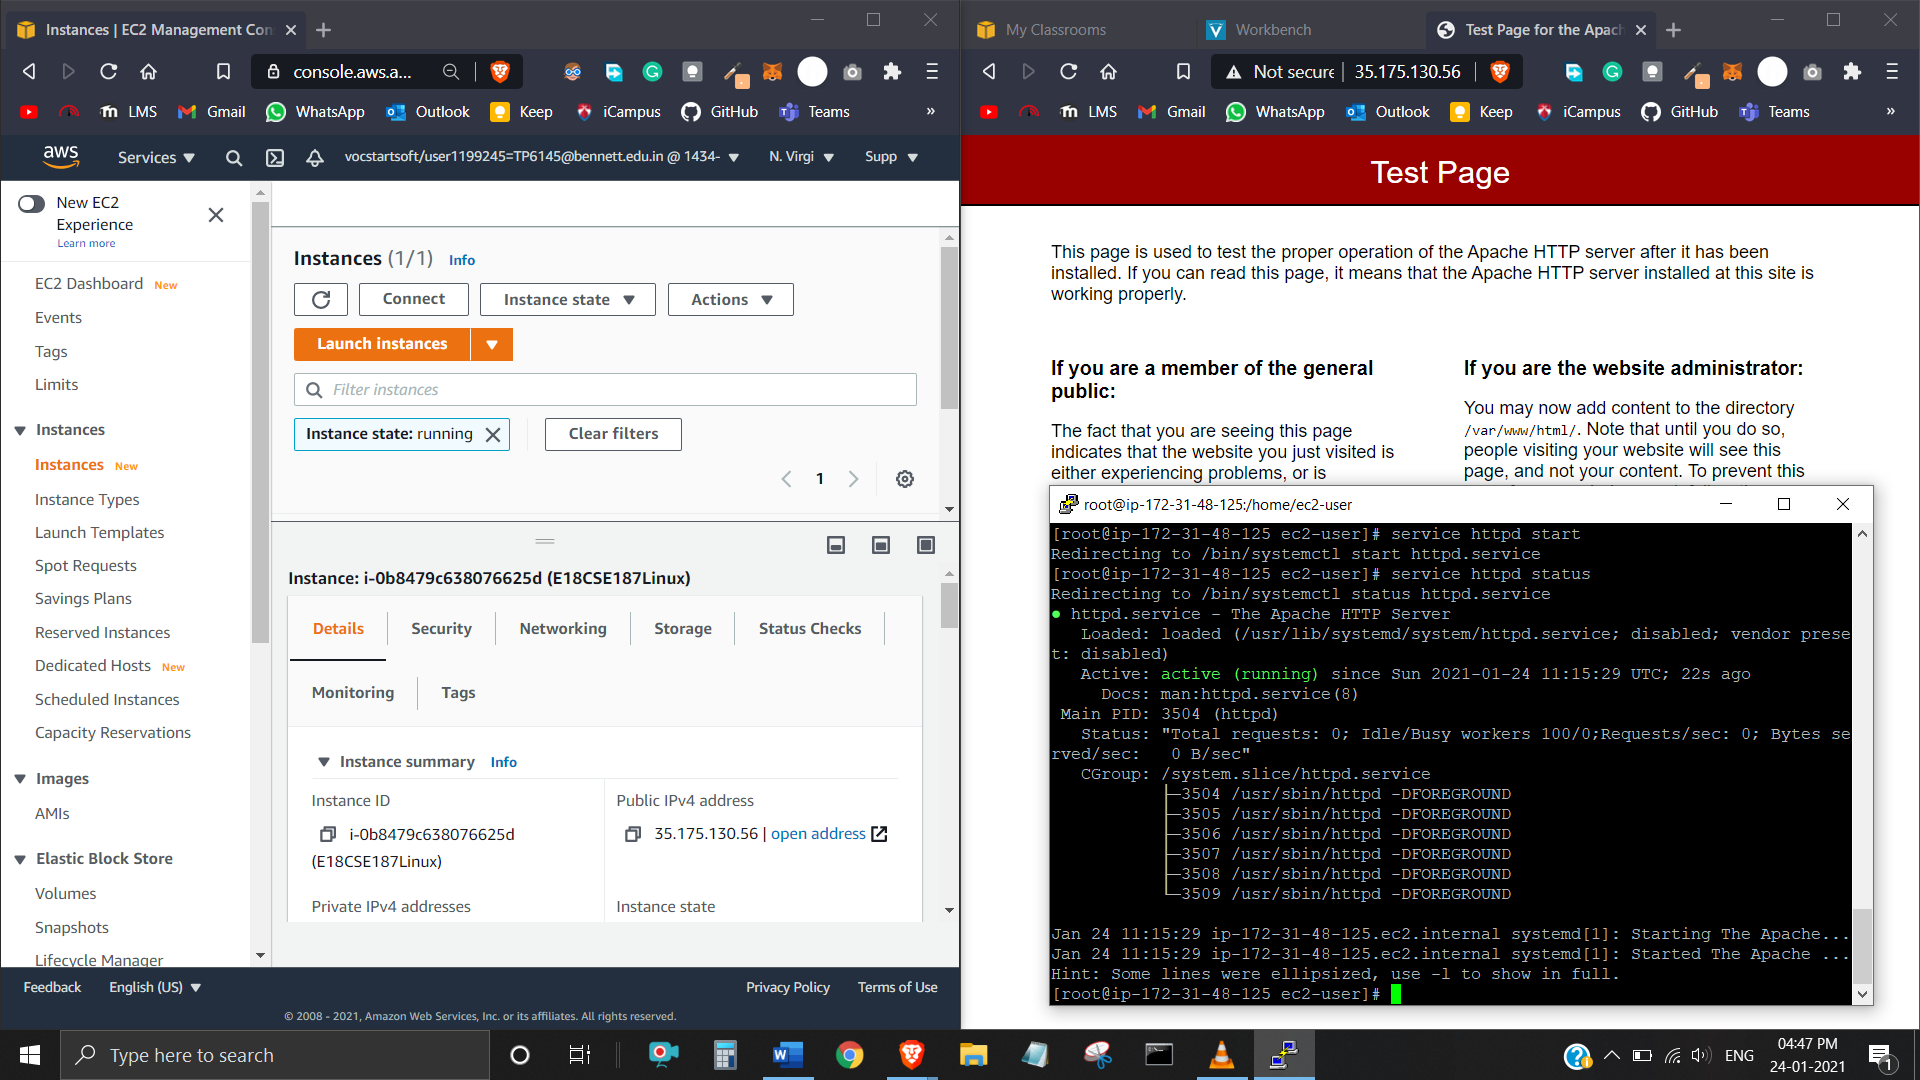 Instances | EC2 Management Con
console.aws.a...
LMS
Gmail
WhatsApp
Outlook
Keep
iCampus
GitHub
Teams
»
aws
Services
vocstartsoft/user1199245=TP6145@bennett.edu.in @ 1434-
N. Virgi
Supp
New EC2
Experience
Learn more
EC2 Dashboard New
Events
Tags
Limits
Instances
Instances New
Instance Types
Launch Templates
Spot Requests
Savings Plans
Reserved Instances
Dedicated Hosts New
Scheduled Instances
Capacity Reservations
Images
AMIs
Elastic Block Store
Volumes
Snapshots
Lifecycle Manager
Instances (1/1) Info
Connect
Instance state
Actions
Launch instances
Filter instances
Instance state: running
Clear filters
1
Instance: i-0b8479c638076625d (E18CSE187Linux)
Details
Security
Networking
Storage
Status Checks
Monitoring
Tags
Instance summary Info
Instance ID
i-0b8479c638076625d
(E18CSE187Linux)
Public IPv4 address
35.175.130.56 | open address
Private IPv4 addresses
Instance state
Feedback
English (US)
Privacy Policy
Terms of Use
© 2008 - 2021, Amazon Web Services, Inc. or its affiliates. All rights reserved.
My Classrooms
Workbench
Test Page for the Apach
Not secure
35.175.130.56
LMS
Gmail
WhatsApp
Outlook
Keep
iCampus
GitHub
Teams
»
Test Page
This page is used to test the proper operation of the Apache HTTP server after it has been
installed. If you can read this page, it means that the Apache HTTP server installed at this site is
working properly.
If you are a member of the general
public:
The fact that you are seeing this page
indicates that the website you just visited is
either experiencing problems, or is
If you are the website administrator:
You may now add content to the directory
/var/www/html/. Note that until you do so,
people visiting your website will see this
page, and not your content. To prevent this
root@ip-172-31-48-125:/home/ec2-user
[root@ip-172-31-48-125 ec2-user]# service httpd start
Redirecting to /bin/systemctl start httpd.service
[root@ip-172-31-48-125 ec2-user]# service httpd status
Redirecting to /bin/systemctl status httpd.service
● httpd.service - The Apache HTTP Server
Loaded: loaded (/usr/lib/systemd/system/httpd.service; disabled; vendor prese
t: disabled)
Active: active (running) since Sun 2021-01-24 11:15:29 UTC; 22s ago
Docs: man:httpd.service(8)
Main PID: 3504 (httpd)
Status: "Total requests: 0; Idle/Busy workers 100/0;Requests/sec: 0; Bytes se
rved/sec:   0 B/sec"
CGroup: /system.slice/httpd.service
├─3504 /usr/sbin/httpd -DFOREGROUND
├─3505 /usr/sbin/httpd -DFOREGROUND
├─3506 /usr/sbin/httpd -DFOREGROUND
├─3507 /usr/sbin/httpd -DFOREGROUND
├─3508 /usr/sbin/httpd -DFOREGROUND
└─3509 /usr/sbin/httpd -DFOREGROUND
Jan 24 11:15:29 ip-172-31-48-125.ec2.internal systemd[1]: Starting The Apache...
Jan 24 11:15:29 ip-172-31-48-125.ec2.internal systemd[1]: Started The Apache ...
Hint: Some lines were ellipsized, use -l to show in full.
[root@ip-172-31-48-125 ec2-user]#
Type here to search
ENG
04:47 PM
24-01-2021
1